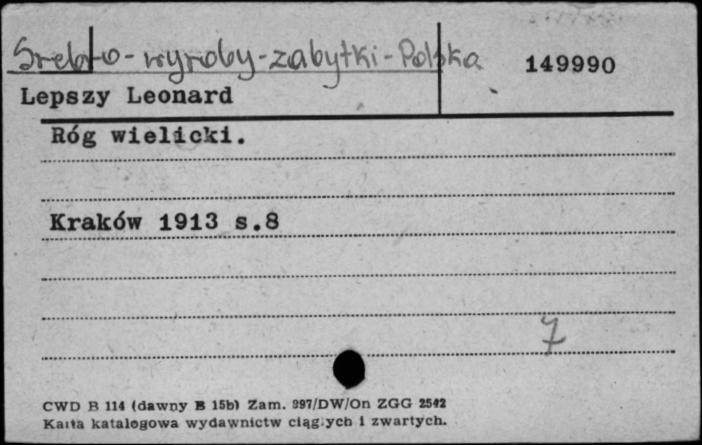 Srebro-wyroby-zabytki-Polska
149990
Lepszy Leonard
Róg wielicki.
Kraków 1913 s.8
7
CWD B 114 (dawny B 15b) Zam. 997/DW/On ZGG 2542
Karta katalogowa wydawnictw ciągłych i zwartych.